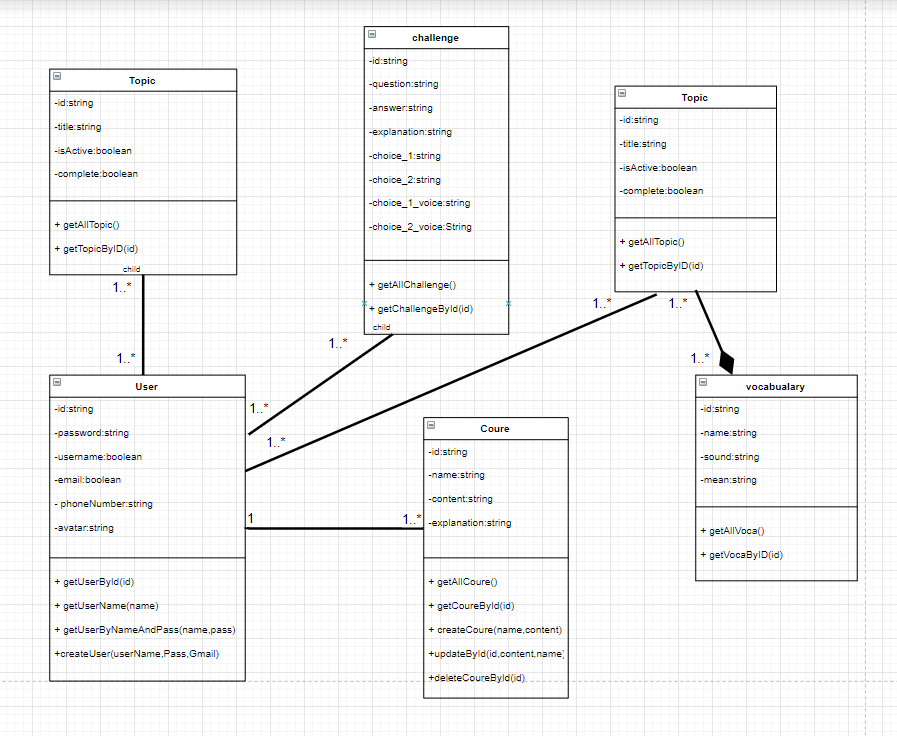 Topic
-id:string
-title:string
-isActive:boolean
-complete:boolean
+ getAllTopic()
+ getTopicByID(id)
child
1..*
1..*
challenge
-id:string
-question:string
-answer:string
-explanation:string
-choice_1:string
-choice_2:string
-choice_1_voice:string
-choice_2_voice:String
+ getAllChallenge()
+ getChallengeById(id)
child
1..*
1..*
Topic
-id:string
-title:string
-isActive:boolean
-complete:boolean
+ getAllTopic()
+ getTopicByID(id)
1..*
1..*
1..*
1..*
User
-id:string
-password:string
-username:boolean
-email:boolean
- phoneNumber:string
-avatar:string
+ getUserById(id)
+ getUserName(name)
+ getUserByNameAndPass(name,pass)
+createUser(userName,Pass,Gmail)
1
1..*
Coure
-id:string
-name:string
-content:string
-explanation:string
+ getAllCoure()
+ getCoureById(id)
+ createCoure(name,content)
+updateById(id,content,name)
+deleteCoureById(id)
vocabualary
-id:string
-name:string
-sound:string
-mean:string
+ getAllVoca()
+ getVocaByID(id)